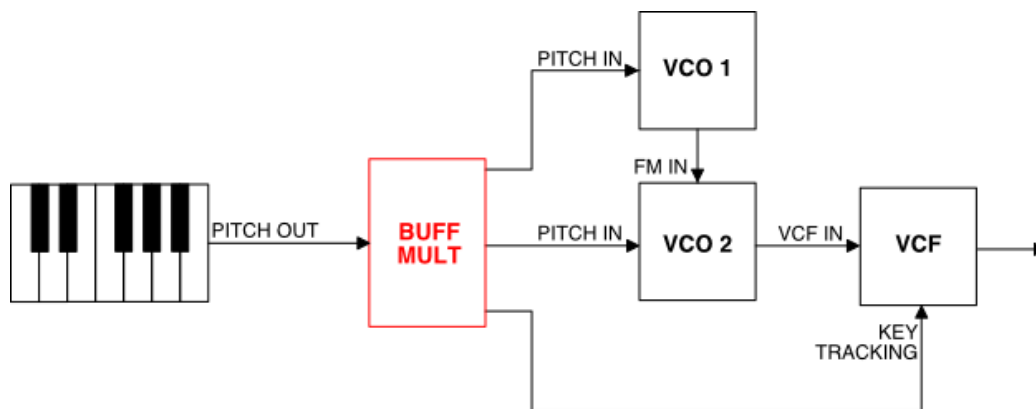 PITCH IN
VCO 1
FM IN
PITCH OUT
BUFF
MULT
PITCH IN
VCO 2
VCF IN
VCF
KEY
TRACKING